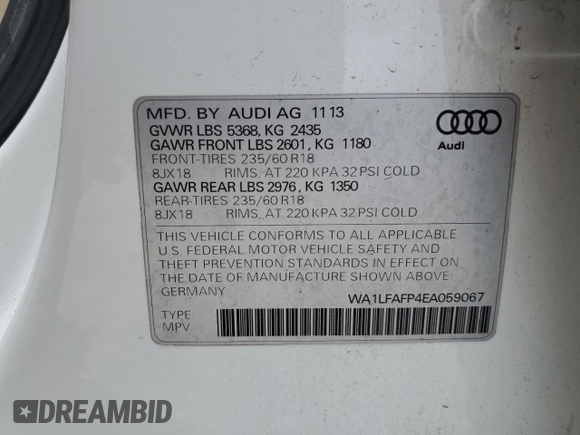 MFD. BY AUDI AG 11 13
GVWR LBS 5368, KG 2435
GAWR FRONT LBS 2601, KG 1180
FRONT-TIRES 235/60 R18
8JX18 RIMS, AT 220 KPA 32 PSI COLD
GAWR REAR LBS 2976, KG 1350
REAR-TIRES 235/60 R18
8JX18 RIMS, AT 220 KPA 32 PSI COLD
Audi
THIS VEHICLE CONFORMS TO ALL APPLICABLE
U.S. FEDERAL MOTOR VEHICLE SAFETY AND
THEFT PREVENTION STANDARDS IN EFFECT ON
THE DATE OF MANUFACTURE SHOWN ABOVE.
GERMANY
WA1LFAFP4EA059067
TYPE:
MPV
DREAMBID